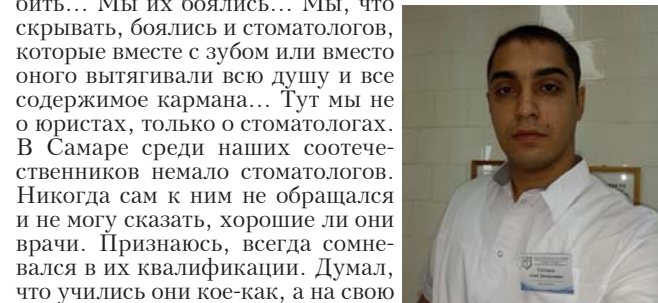 бить... Мы их боялись... Мы, что
скрывать, боялись и стоматологов,
которые вместе с зубом или вместо
оного вытягивали всю душу и все
содержимое кармана... Тут мы не
о юристах, только о стоматологах.
В Самаре среди наших соотече-
ственников немало стоматологов.
Никогда сам к ним не обращался
и не могу сказать, хорошие ли они
врачи. Признаюсь, всегда сомне-
вался в их квалификации. Думал,
что учились они кое-как, а на свою